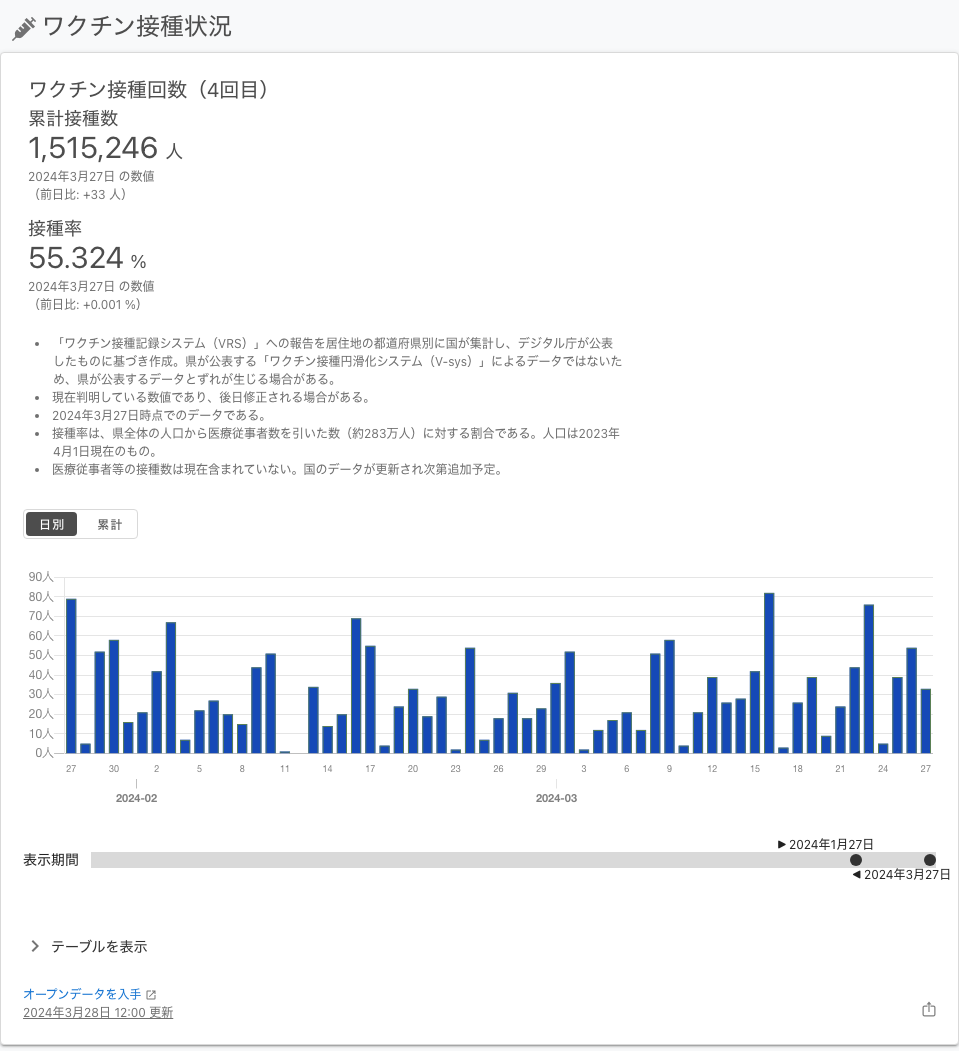 ワクチン接種状況
ワクチン接種回数（4回目）
累計接種数
1,515,246 人
2024年3月27日 の数値
（前日比: +33 人）
接種率
55.324 %
2024年3月27日 の数値
（前日比: +0.001 %）
• 「ワクチン接種記録システム（VRS）」への報告を居住地の都道府県別に国が集計し、デジタル庁が公表
したものに基づき作成。県が公表する「ワクチン接種円滑化システム（V-sys）」によるデータではないた
め、県が公表するデータとずれが生じる場合がある。
• 現在判明している数値であり、後日修正される場合がある。
• 2024年3月27日時点でのデータである。
• 接種率は、県全体の人口から医療従事者数を引いた数（約283万人）に対する割合である。人口は2023年
4月1日現在のもの。
• 医療従事者等の接種数は現在含まれていない。国のデータが更新され次第追加予定。
日別 累計
90人
80人
70人
60人
50人
40人
30人
20人
10人
0人
27 30 2 5 8 11 14 17 20 23 26 29 3 6 9 12 15 18 21 24 27
2024-02 2024-03
▶ 2024年1月27日
表示期間
◀ 2024年3月27日
テーブルを表示
オープンデータを入手
2024年3月28日 12:00 更新